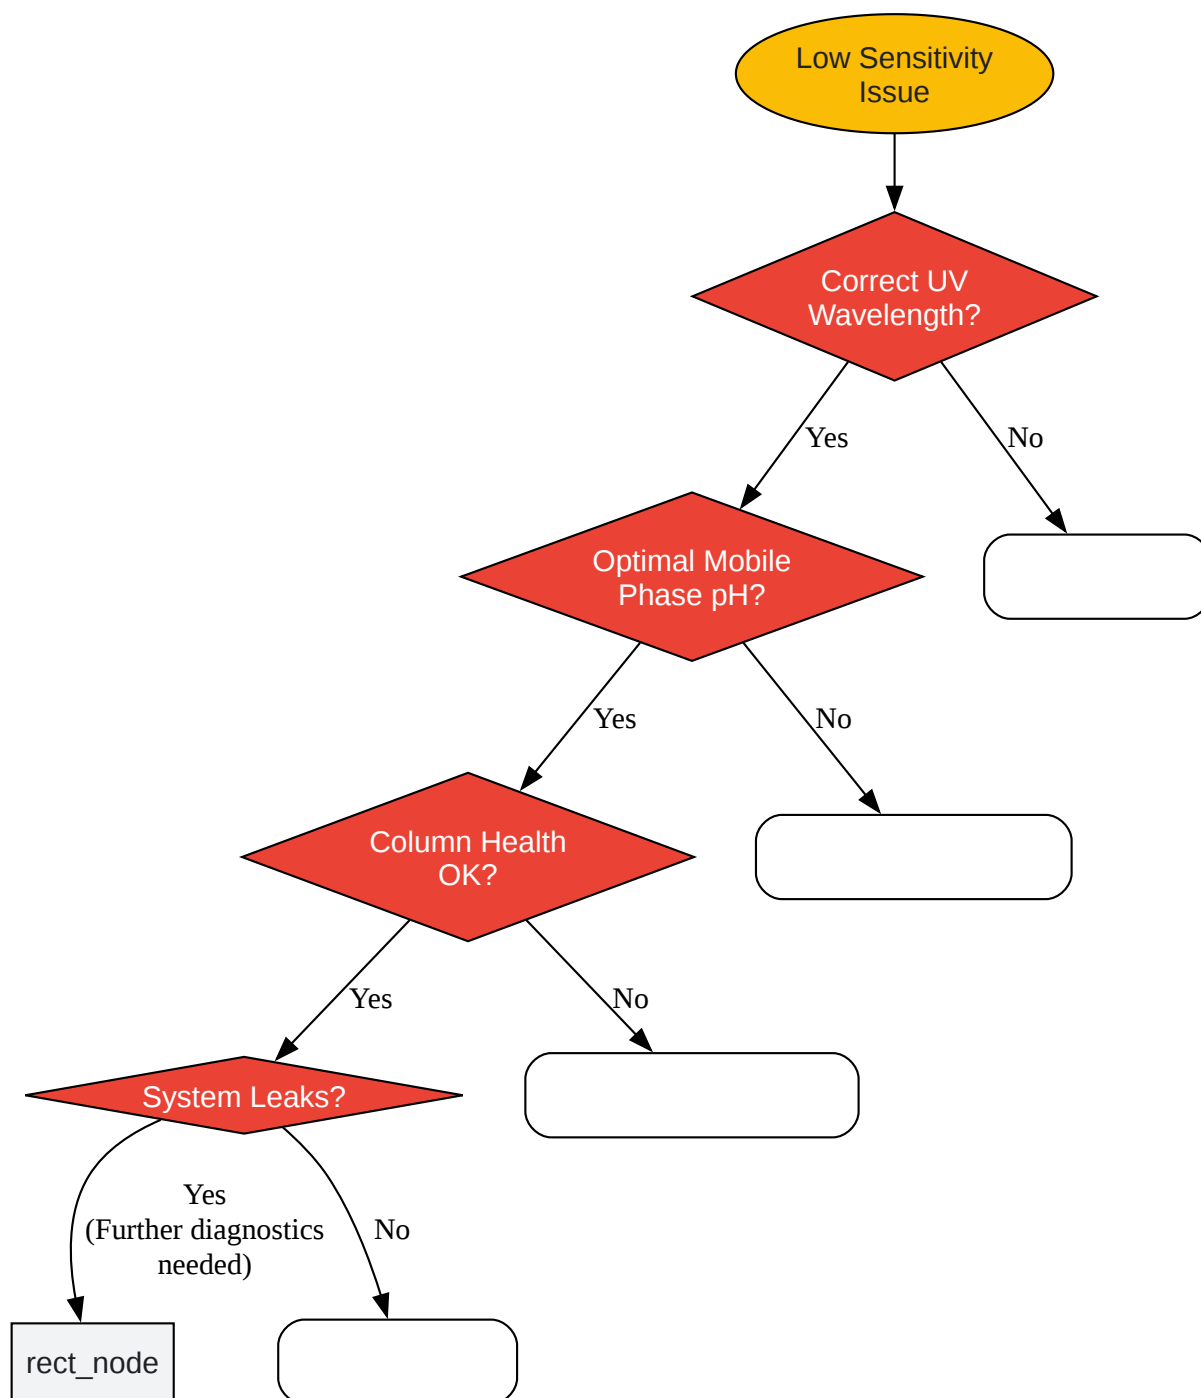 Low Sensitivity
Issue
Correct UV
Wavelength?
Yes
No
Optimal Mobile
Phase pH?
Yes
No
Column Health
OK?
Yes
No
System Leaks?
Yes
(Further diagnostics
needed)
No
rect_node